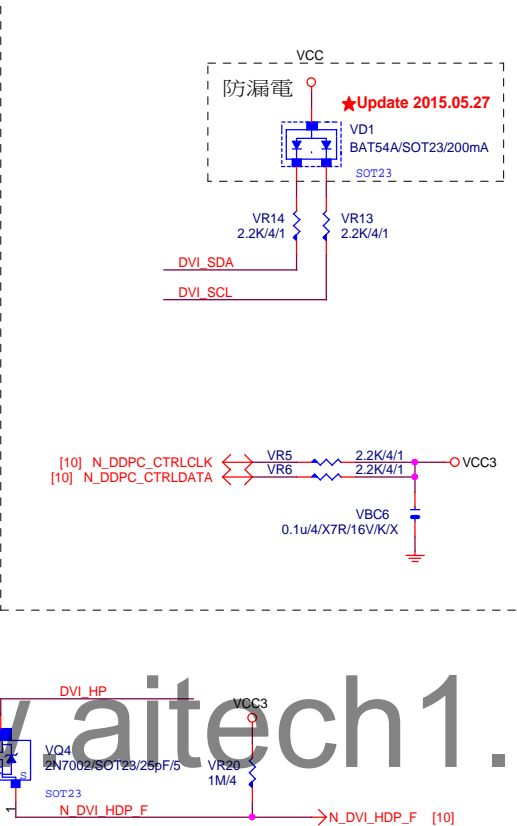 VCC
防漏電
★Update 2015.05.27
VD1
BAT54A/SOT23/200mA
SOT23
VR14
2.2K/4/1
VR13
2.2K/4/1
DVI_SDA
DVI_SCL
[10] N_DDPC_CTRLCLK
VR5
2.2K/4/1
VCC3
[10] N_DDPC_CTRLDATA
VR6
2.2K/4/1
VBC6
0.1u/4/X7R/16V/K/X
DVI_HP
VCC3
.aitech1.
VQ4
2N7002/SOT23/25pF/5
S
SOT23
VR20
1M/4
1
N_DVI_HDP_F
N_DVI_HDP_F [10]